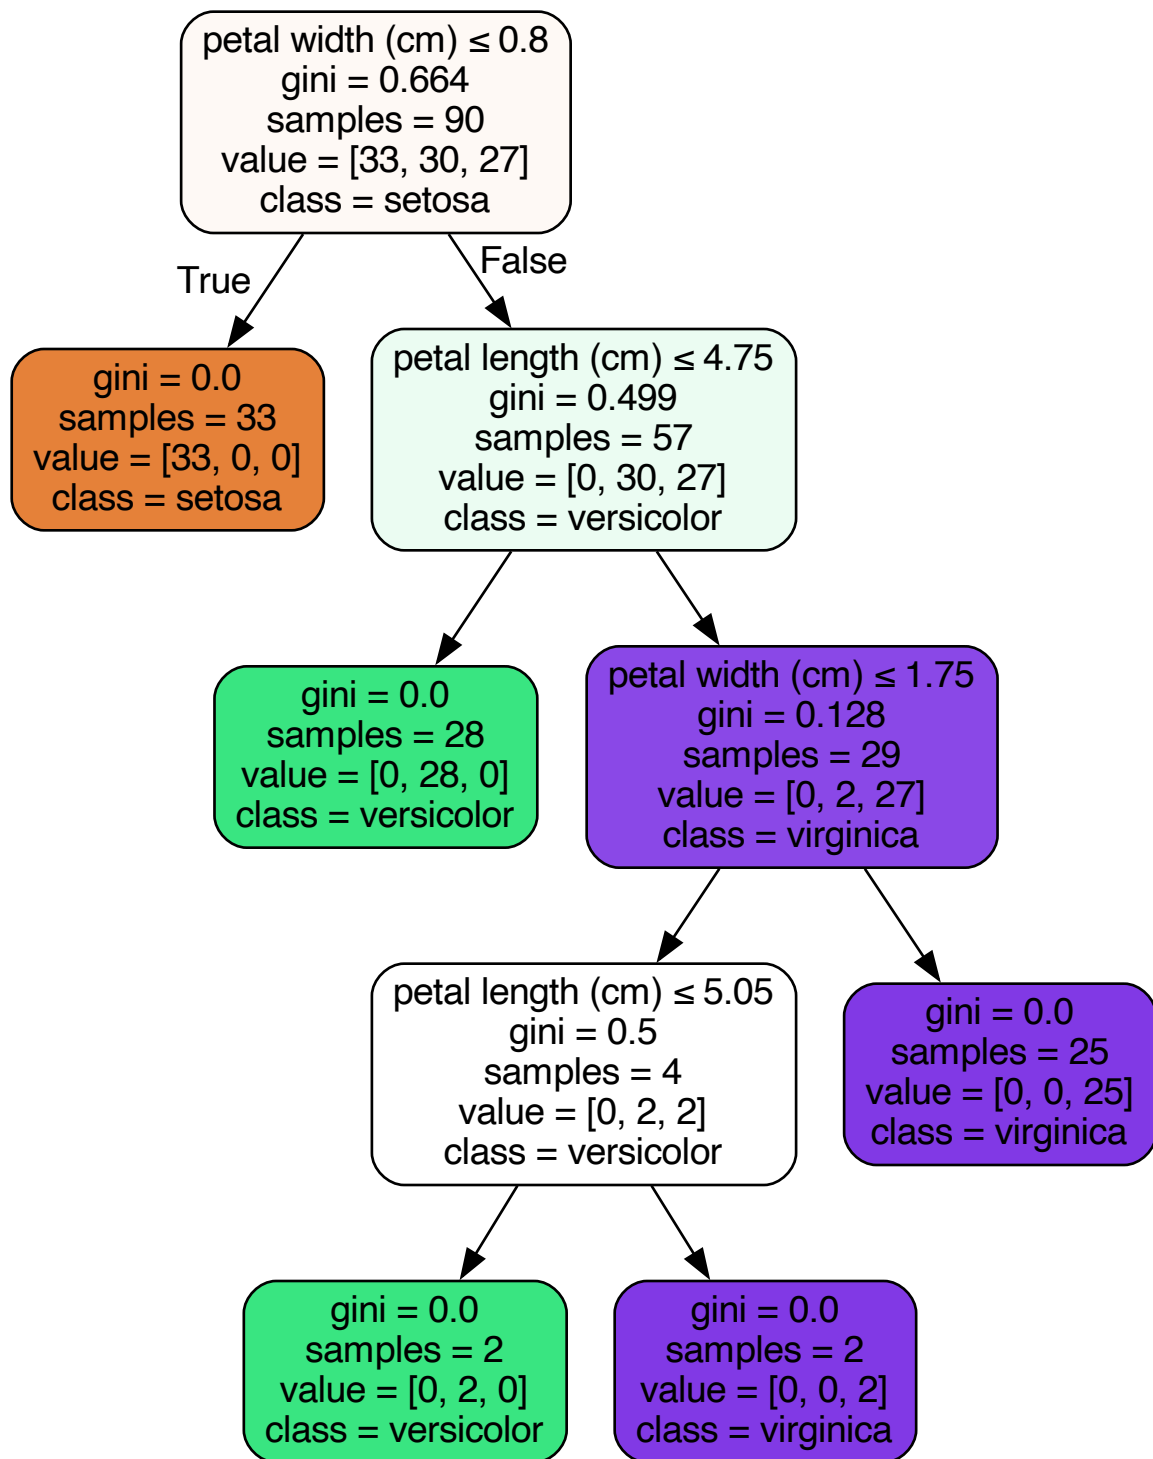 petal width (cm) ≤ 0.8
gini = 0.664
samples = 90
value = [33, 30, 27]
class = setosa
True
False
gini = 0.0
samples = 33
value = [33, 0, 0]
class = setosa
petal length (cm) ≤ 4.75
gini = 0.499
samples = 57
value = [0, 30, 27]
class = versicolor
gini = 0.0
samples = 28
value = [0, 28, 0]
class = versicolor
petal width (cm) ≤ 1.75
gini = 0.128
samples = 29
value = [0, 2, 27]
class = virginica
petal length (cm) ≤ 5.05
gini = 0.5
samples = 4
value = [0, 2, 2]
class = versicolor
gini = 0.0
samples = 25
value = [0, 0, 25]
class = virginica
gini = 0.0
samples = 2
value = [0, 2, 0]
class = versicolor
gini = 0.0
samples = 2
value = [0, 0, 2]
class = virginica